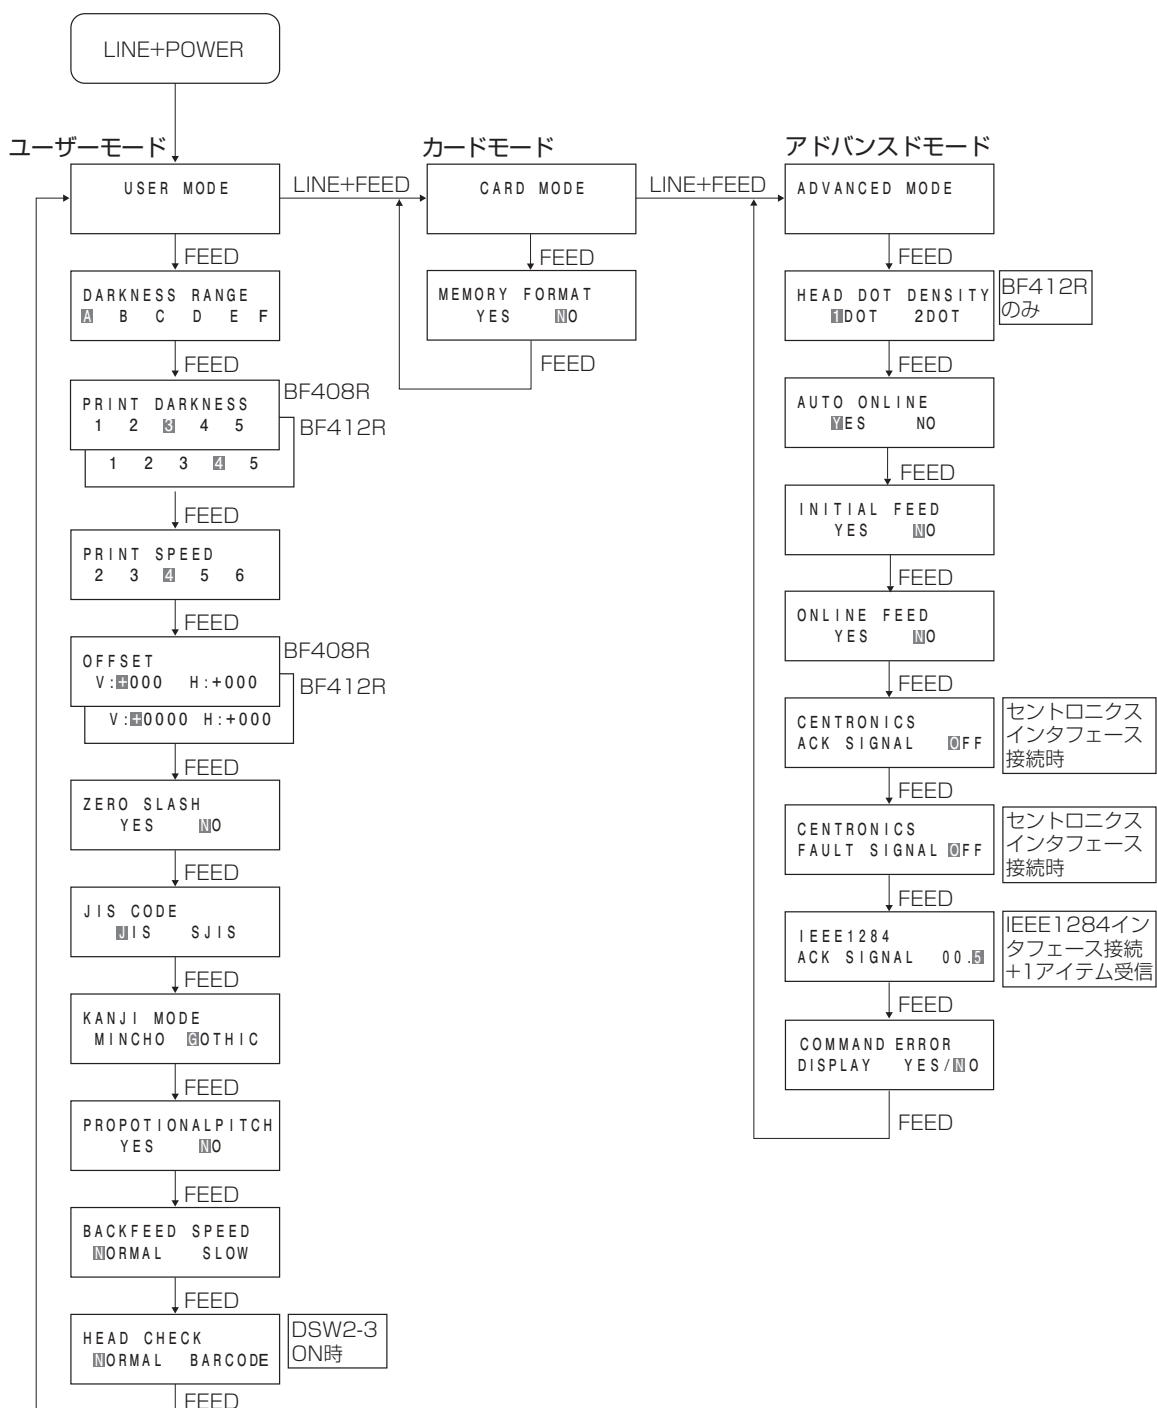 LINE+POWER
ユーザーモード
USER MODE
FEED
DARKNESS RANGE
A B C D E F
FEED
PRINT DARKNESS
1 2 3 4 5
BF408R
BF412R
1 2 3 4 5
FEED
PRINT SPEED
2 3 4 5 6
FEED
OFFSET
V:+000 H:+000
BF408R
BF412R
V:+0000 H:+000
FEED
ZERO SLASH
YES NO
FEED
JIS CODE
JIS SJIS
FEED
KANJI MODE
MINCHO GOTHIC
FEED
PROPOTIONALPITCH
YES NO
FEED
BACKFEED SPEED
NORMAL SLOW
FEED
HEAD CHECK
NORMAL BARCODE
DSW2-3
ON時
FEED
LINE+FEED
カードモード
CARD MODE
FEED
MEMORY FORMAT
YES NO
FEED
LINE+FEED
アドバンスドモード
ADVANCED MODE
FEED
HEAD DOT DENSITY
1DOT 2DOT
BF412R
のみ
FEED
AUTO ONLINE
YES NO
FEED
INITIAL FEED
YES NO
FEED
ONLINE FEED
YES NO
FEED
CENTRONICS
ACK SIGNAL OFF
セントロニクス
インタフェース
接続時
FEED
CENTRONICS
FAULT SIGNAL OFF
セントロニクス
インタフェース
接続時
FEED
IEEE1284
ACK SIGNAL 00.5
IEEE1284イン
タフェース接続
+1アイテム受信
FEED
COMMAND ERROR
DISPLAY YES/NO
FEED